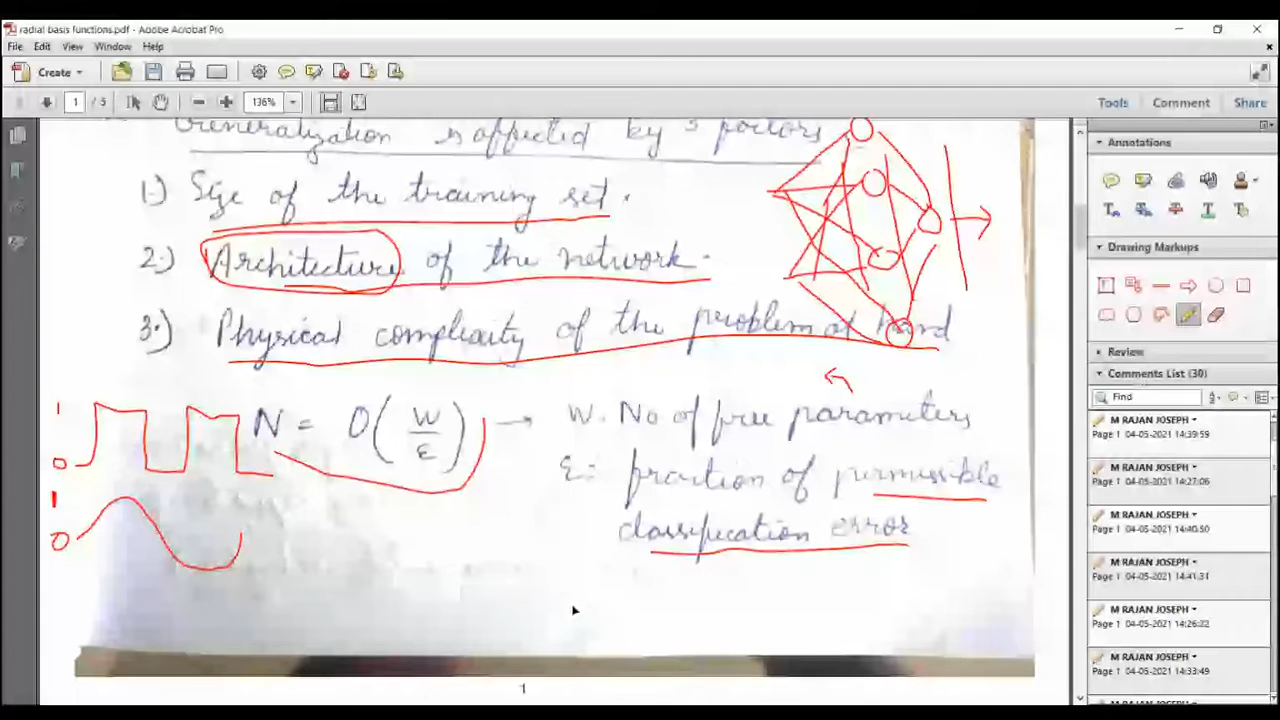 radial basis functions.pdf - Adobe Acrobat Pro
File Edit View Window Help
Create
1 / 5 136% Tools Comment Share
Generalization is affected by 3 factors
1.) Size of the training set.
2.) Architecture of the network.
3.) Physical complexity of the problem at hand
N = O(W/ε) → W. No of free parameters
ε: fraction of permissible
classification error
1
0
1
0
1
Annotations
Drawing Markups
Review
Comments List (30)
Find
M RAJAN JOSEPH
Page 1 04-05-2021 14:39:59
M RAJAN JOSEPH
Page 1 04-05-2021 14:27:06
M RAJAN JOSEPH
Page 1 04-05-2021 14:40:50
M RAJAN JOSEPH
Page 1 04-05-2021 14:41:31
M RAJAN JOSEPH
Page 1 04-05-2021 14:26:22
M RAJAN JOSEPH
Page 1 04-05-2021 14:33:49
M RAJAN JOSEPH